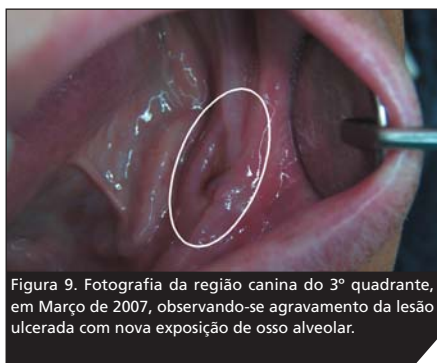 Figura 9. Fotografia da região canina do 3º quadrante,
em Março de 2007, observando-se agravamento da lesão
ulcerada com nova exposição de osso alveolar.